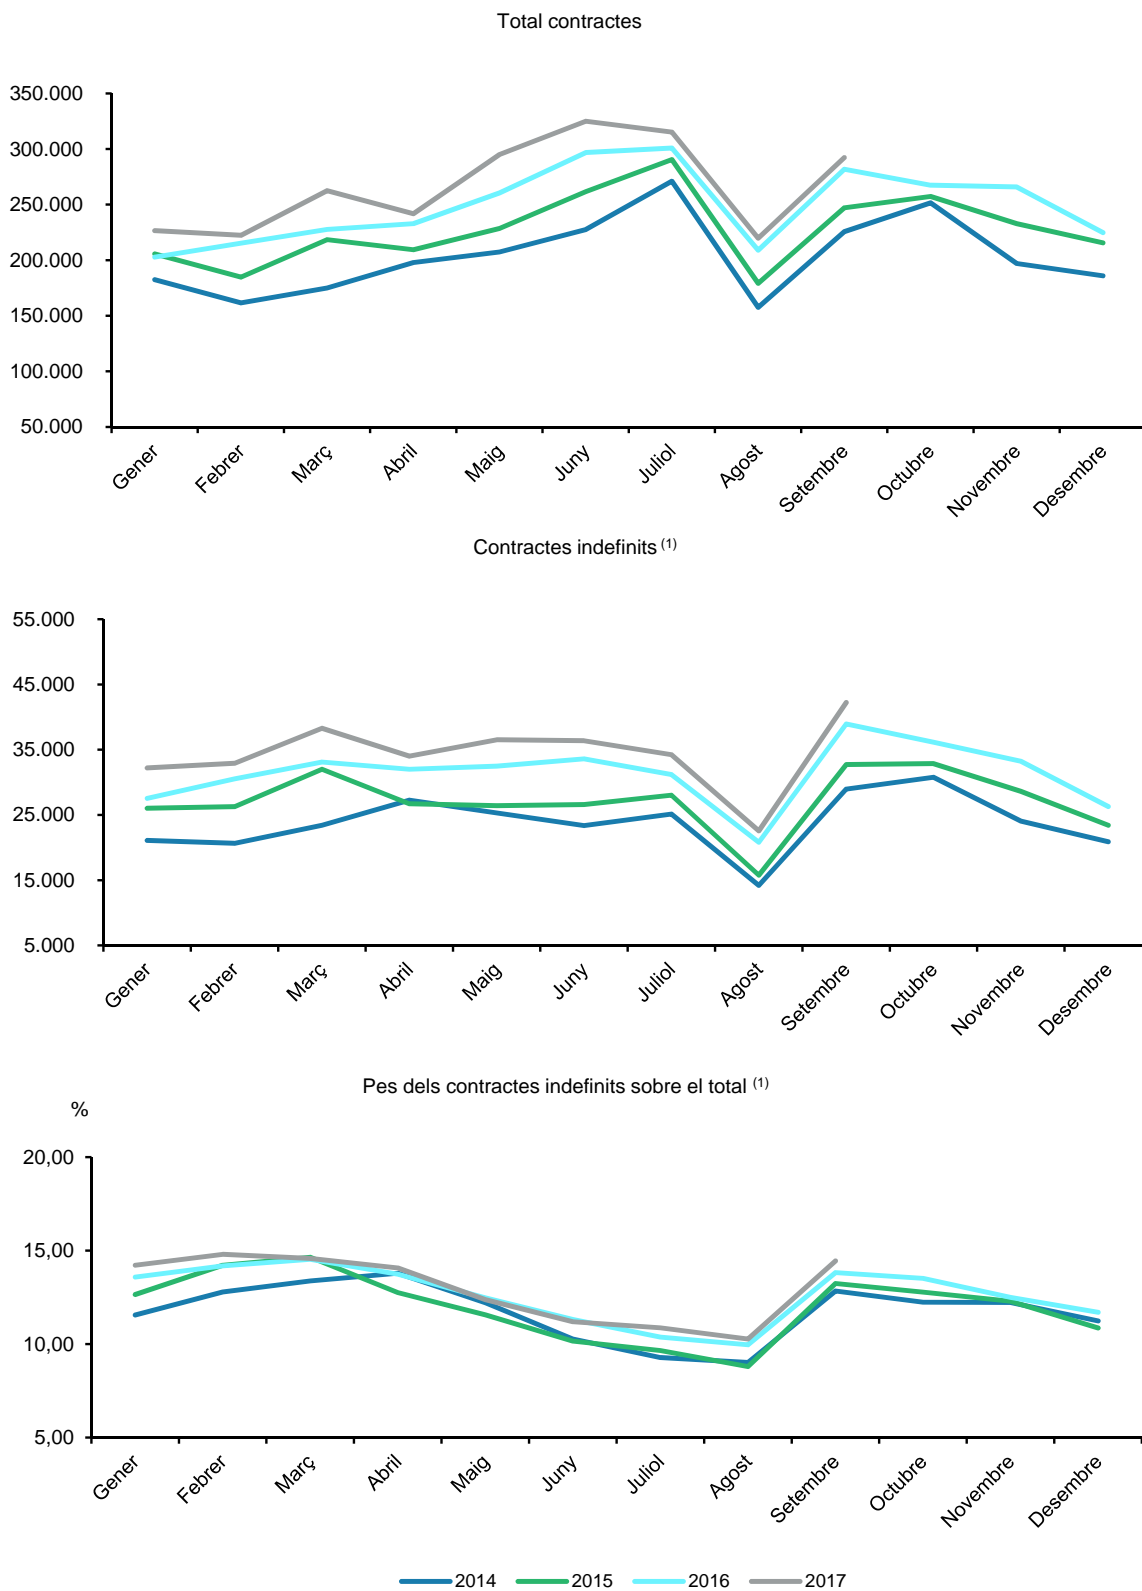 Total contractes
350.000
300.000
250.000
200.000
150.000
100.000
50.000
Gener Febrer Març Abril Maig Juny Juliol Agost Setembre Octubre Novembre Desembre
Contractes indefinits (1)
55.000
45.000
35.000
25.000
15.000
5.000
Gener Febrer Març Abril Maig Juny Juliol Agost Setembre Octubre Novembre Desembre
Pes dels contractes indefinits sobre el total (1)
%
20,00
15,00
10,00
5,00
Gener Febrer Març Abril Maig Juny Juliol Agost Setembre Octubre Novembre Desembre
2014 2015 2016 2017